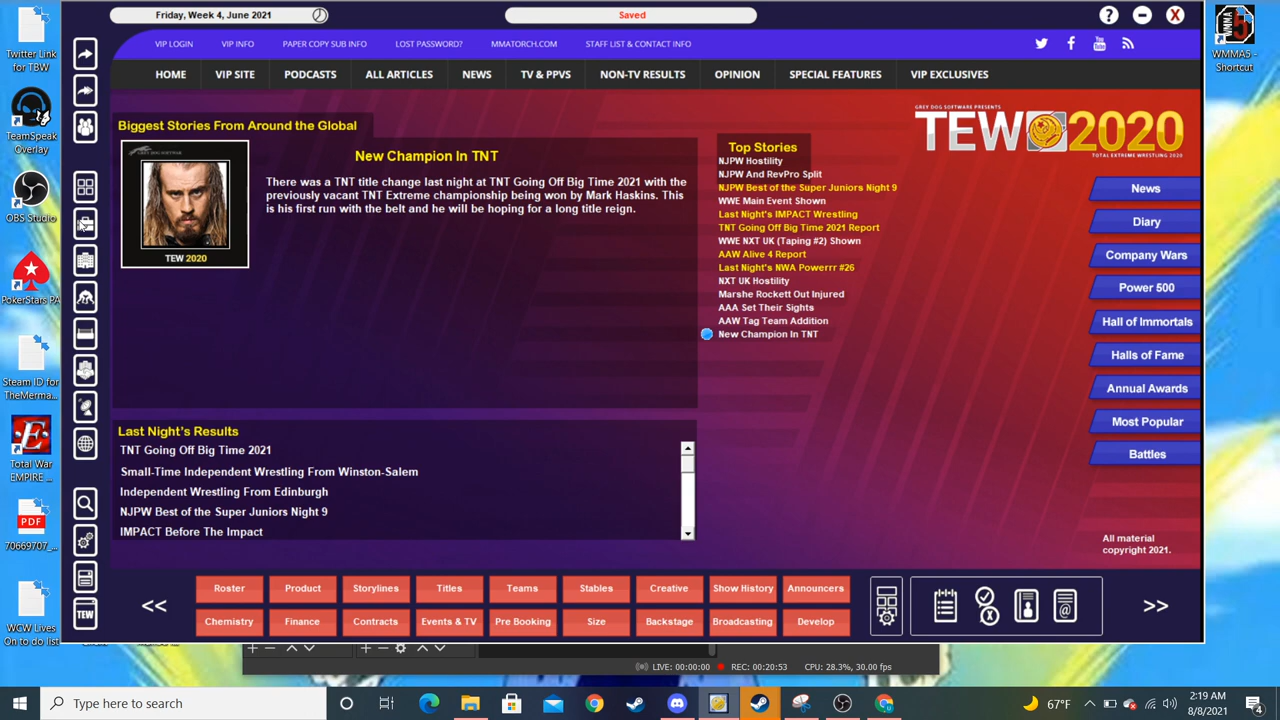 Twitter Link
for TBW
TeamSpeak
Overlay
OBS Studio
PokerStars PA
Steam ID for
TheMerma...
Total War
EMPIRE ...
PDF
70669707_...
WCW Lives
On to do list
WMMA
5
WMMA5 -
Shortcut
Friday, Week 4, June 2021
Saved
?
X
VIP LOGIN
VIP INFO
PAPER COPY SUB INFO
LOST PASSWORD?
MMATORCH.COM
STAFF LIST & CONTACT INFO
HOME
VIP SITE
PODCASTS
ALL ARTICLES
NEWS
TV & PPVS
NON-TV RESULTS
OPINION
SPECIAL FEATURES
VIP EXCLUSIVES
Biggest Stories From Around the Global
TEW 2020
New Champion In TNT
There was a TNT title change last night at TNT Going Off Big Time 2021 with the
previously vacant TNT Extreme championship being won by Mark Haskins. This
is his first run with the belt and he will be hoping for a long title reign.
Top Stories
NJPW Hostility
NJPW And RevPro Split
NJPW Best of the Super Juniors Night 9
WWE Main Event Shown
Last Night's IMPACT Wrestling
TNT Going Off Big Time 2021 Report
WWE NXT UK (Taping #2) Shown
AAW Alive 4 Report
Last Night's NWA Powerrr #26
NXT UK Hostility
Marshe Rockett Out Injured
AAA Set Their Sights
AAW Tag Team Addition
New Champion In TNT
GREY DOG SOFTWARE PRESENTS
TEW 2020
TOTAL EXTREME WRESTLING 2020
News
Diary
Company Wars
Power 500
Hall of Immortals
Halls of Fame
Annual Awards
Most Popular
Battles
Last Night's Results
TNT Going Off Big Time 2021
Small-Time Independent Wrestling From Winston-Salem
Independent Wrestling From Edinburgh
NJPW Best of the Super Juniors Night 9
IMPACT Before The Impact
All material
copyright 2021.
TEW
<<
Roster
Product
Storylines
Titles
Teams
Stables
Creative
Show History
Announcers
Chemistry
Finance
Contracts
Events & TV
Pre Booking
Size
Backstage
Broadcasting
Develop
>>
LIVE: 00:00:00
REC: 00:20:53
CPU: 28.3%, 30.00 fps
Type here to search
67°F
2:19 AM
8/8/2021
4